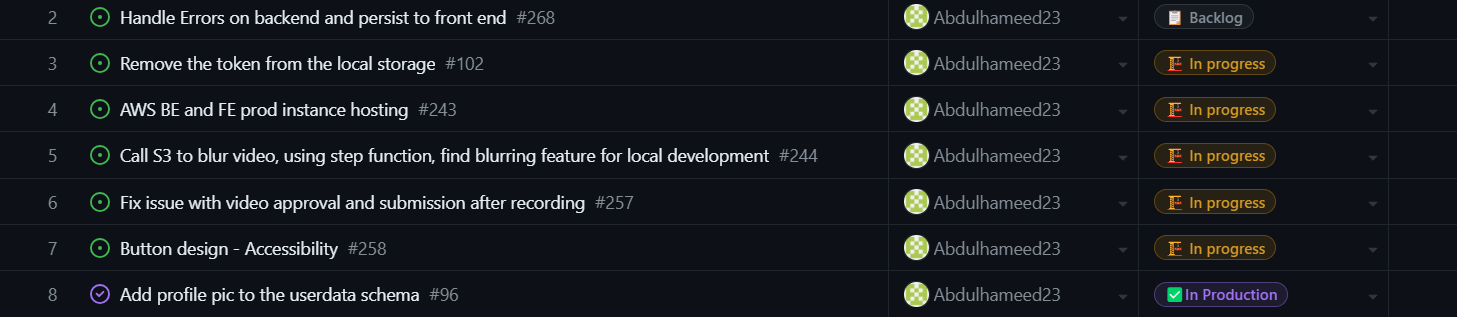 2 Handle Errors on backend and persist to front end #268 Abdulhameed23 Backlog
3 Remove the token from the local storage #102 Abdulhameed23 In progress
4 AWS BE and FE prod instance hosting #243 Abdulhameed23 In progress
5 Call S3 to blur video, using step function, find blurring feature for local development #244 Abdulhameed23 In progress
6 Fix issue with video approval and submission after recording #257 Abdulhameed23 In progress
7 Button design - Accessibility #258 Abdulhameed23 In progress
8 Add profile pic to the userdata schema #96 Abdulhameed23 In Production